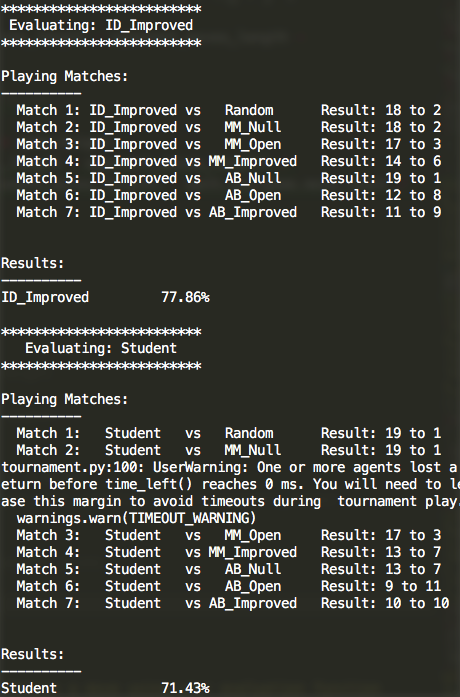 *************************
Evaluating: ID_Improved
*************************
Playing Matches:
----------
Match 1: ID_Improved vs Random Result: 18 to 2
Match 2: ID_Improved vs MM_Null Result: 18 to 2
Match 3: ID_Improved vs MM_Open Result: 17 to 3
Match 4: ID_Improved vs MM_Improved Result: 14 to 6
Match 5: ID_Improved vs AB_Null Result: 19 to 1
Match 6: ID_Improved vs AB_Open Result: 12 to 8
Match 7: ID_Improved vs AB_Improved Result: 11 to 9
Results:
----------
ID_Improved 77.86%
*************************
Evaluating: Student
*************************
Playing Matches:
----------
Match 1: Student vs Random Result: 19 to 1
Match 2: Student vs MM_Null Result: 19 to 1
tournament.py:100: UserWarning: One or more agents lost a
eturn before time_left() reaches 0 ms. You will need to le
ase this margin to avoid timeouts during tournament play.
warnings.warn(TIMEOUT_WARNING)
Match 3: Student vs MM_Open Result: 17 to 3
Match 4: Student vs MM_Improved Result: 13 to 7
Match 5: Student vs AB_Null Result: 13 to 7
Match 6: Student vs AB_Open Result: 9 to 11
Match 7: Student vs AB_Improved Result: 10 to 10
Results:
----------
Student 71.43%